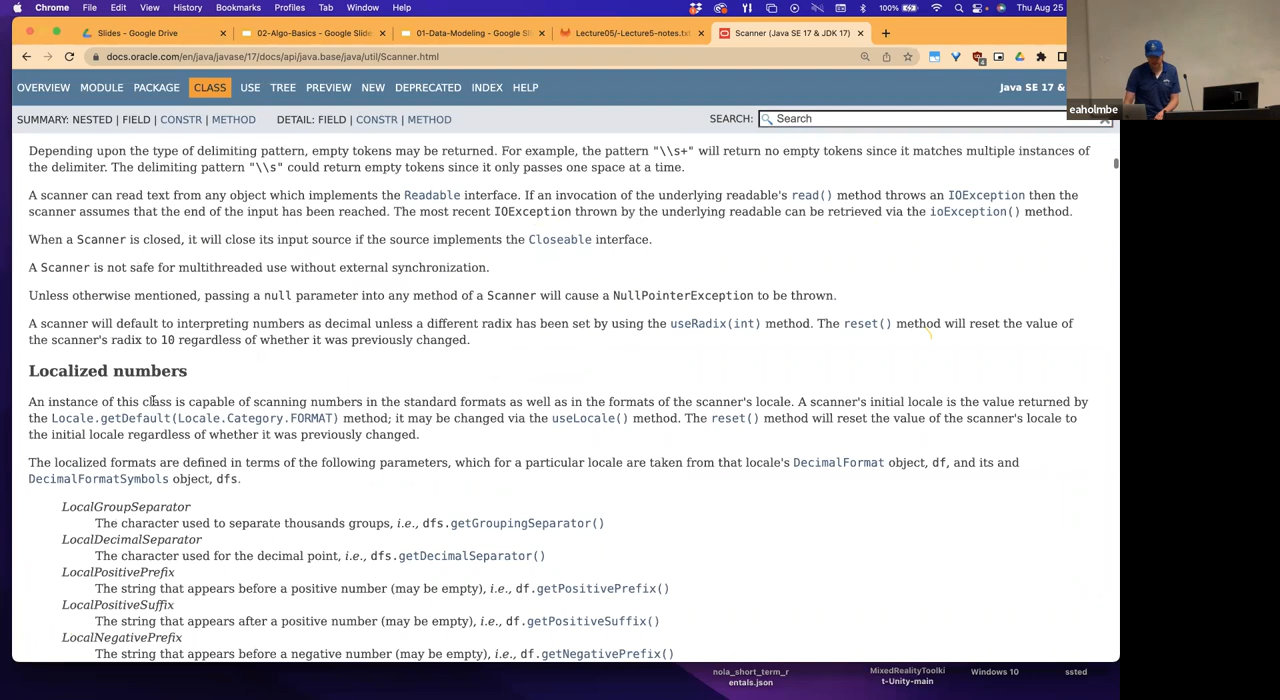 Chrome File Edit View History Bookmarks Profiles Tab Window Help 100% Thu Aug 25
Slides - Google Drive 02-Algo-Basics - Google Slide 01-Data-Modeling - Google Sl Lecture05/-Lecture5-notes.txt Scanner (Java SE 17 & JDK 17)
docs.oracle.com/en/java/javase/17/docs/api/java.base/java/util/Scanner.html
eaholmbe
OVERVIEW MODULE PACKAGE CLASS USE TREE PREVIEW NEW DEPRECATED INDEX HELP Java SE 17 &
SUMMARY: NESTED | FIELD | CONSTR | METHOD DETAIL: FIELD | CONSTR | METHOD SEARCH: Search
Depending upon the type of delimiting pattern, empty tokens may be returned. For example, the pattern "\\s+" will return no empty tokens since it matches multiple instances of
the delimiter. The delimiting pattern "\\s" could return empty tokens since it only passes one space at a time.
A scanner can read text from any object which implements the Readable interface. If an invocation of the underlying readable's read() method throws an IOException then the
scanner assumes that the end of the input has been reached. The most recent IOException thrown by the underlying readable can be retrieved via the ioException() method.
When a Scanner is closed, it will close its input source if the source implements the Closeable interface.
A Scanner is not safe for multithreaded use without external synchronization.
Unless otherwise mentioned, passing a null parameter into any method of a Scanner will cause a NullPointerException to be thrown.
A scanner will default to interpreting numbers as decimal unless a different radix has been set by using the useRadix(int) method. The reset() method will reset the value of
the scanner's radix to 10 regardless of whether it was previously changed.
Localized numbers
An instance of this class is capable of scanning numbers in the standard formats as well as in the formats of the scanner's locale. A scanner's initial locale is the value returned by
the Locale.getDefault(Locale.Category.FORMAT) method; it may be changed via the useLocale() method. The reset() method will reset the value of the scanner's locale to
the initial locale regardless of whether it was previously changed.
The localized formats are defined in terms of the following parameters, which for a particular locale are taken from that locale's DecimalFormat object, df, and its and
DecimalFormatSymbols object, dfs.
LocalGroupSeparator
The character used to separate thousands groups, i.e., dfs.getGroupingSeparator()
LocalDecimalSeparator
The character used for the decimal point, i.e., dfs.getDecimalSeparator()
LocalPositivePrefix
The string that appears before a positive number (may be empty), i.e., df.getPositivePrefix()
LocalPositiveSuffix
The string that appears after a positive number (may be empty), i.e., df.getPositiveSuffix()
LocalNegativePrefix
The string that appears before a negative number (may be empty), i.e., df.getNegativePrefix()
nola_short_term_r
entals.json
MixedRealityToolki
t-Unity-main
Windows 10
ssted